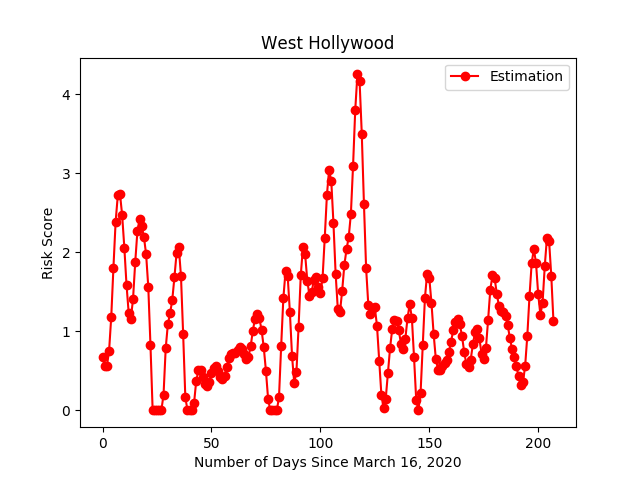 West Hollywood
Estimation
Risk Score
4
3
2
1
0
0 50 100 150 200
Number of Days Since March 16, 2020